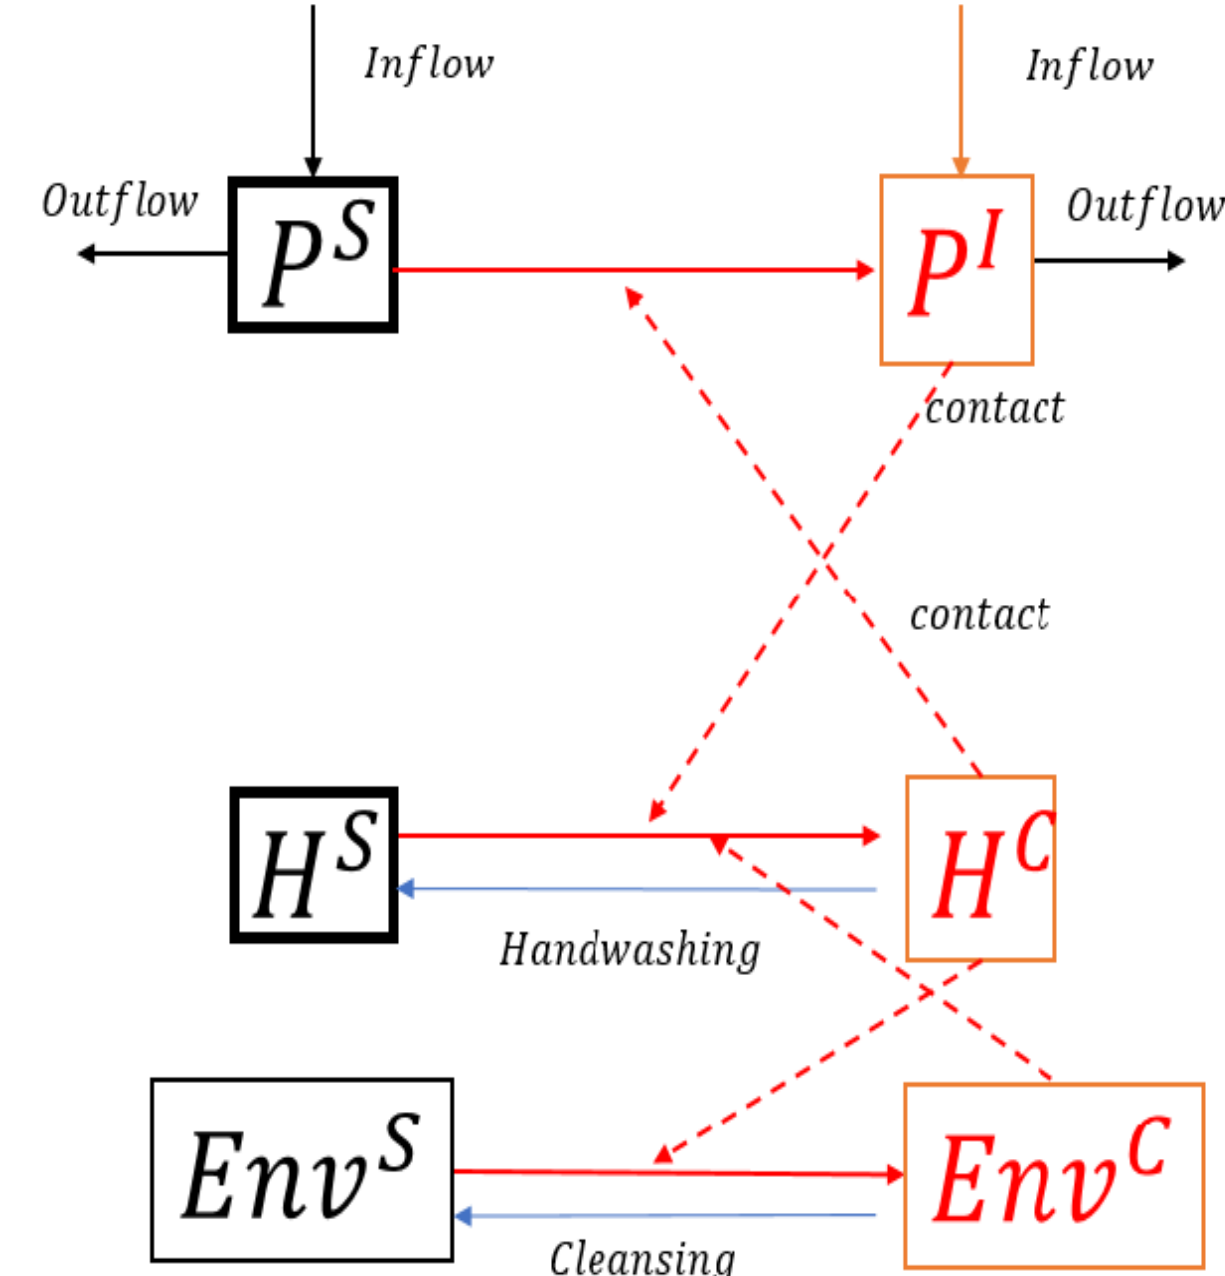 Inflow
Inflow
Outflow
P^S
P^I
Outflow
contact
contact
H^S
H^C
Handwashing
Env^S
Env^C
Cleansing